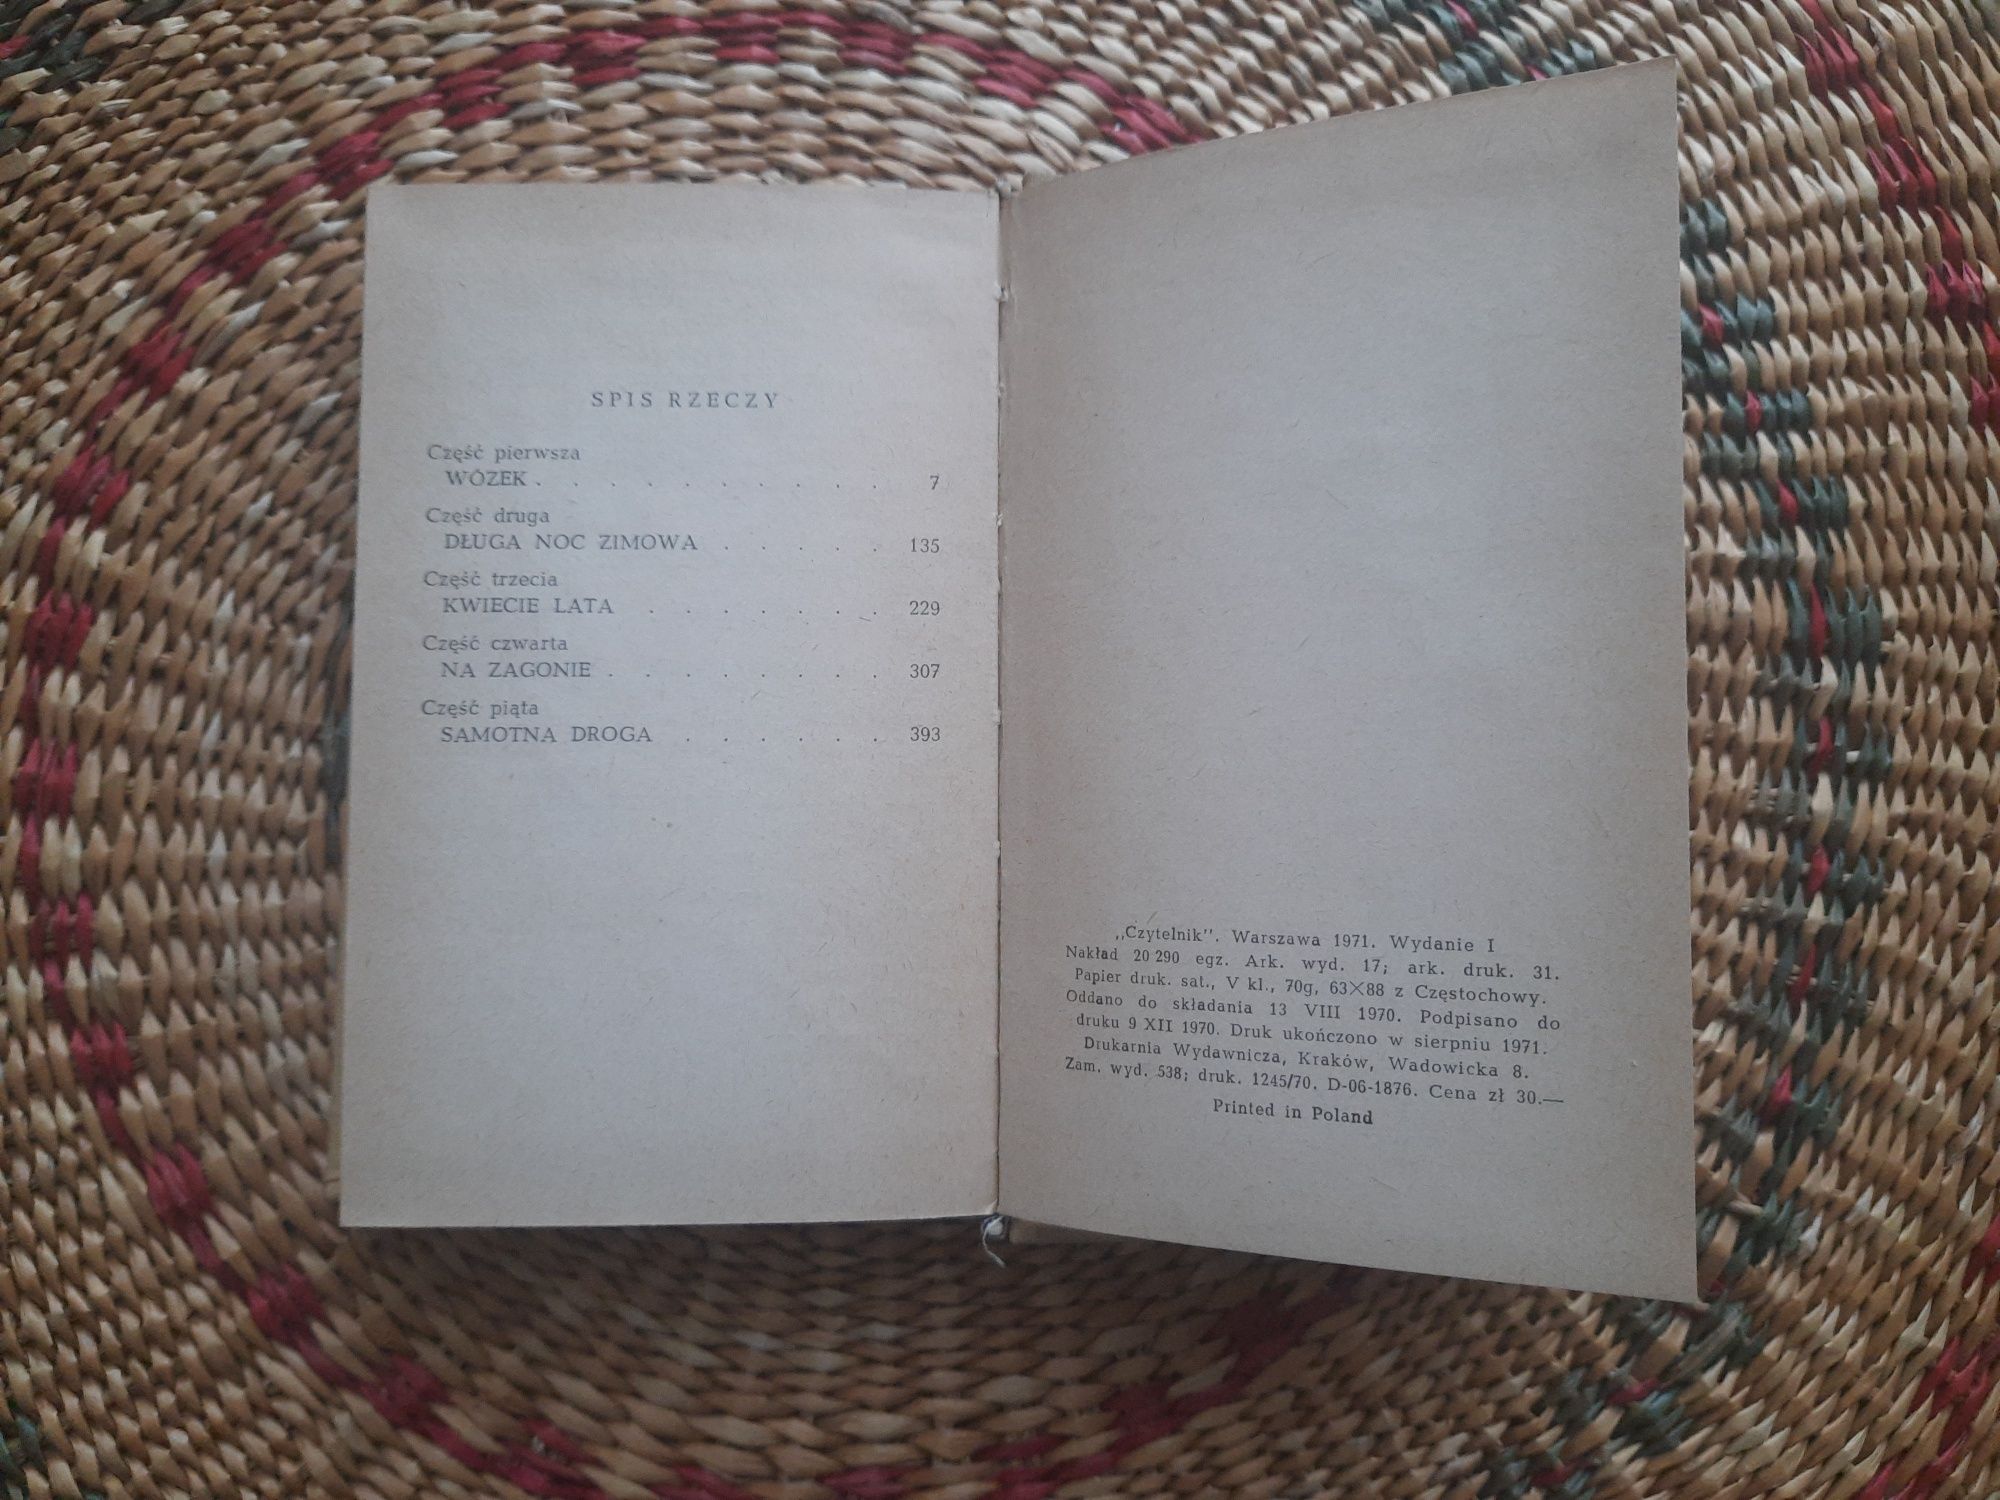 SPIS RZECZY
Część pierwsza
WÓZEK . . . . . . . . . . 7
Część druga
DŁUGA NOC ZIMOWA . . . . . 135
Część trzecia
KWIECIE LATA . . . . . . . 229
Część czwarta
NA ZAGONIE . . . . . . . . 307
Część piąta
SAMOTNA DROGA . . . . . . 393
„Czytelnik”. Warszawa 1971. Wydanie I
Nakład 20 290 egz. Ark. wyd. 17; ark. druk. 31.
Papier druk. sat., V kl., 70g, 63×88 z Częstochowy.
Oddano do składania 13 VIII 1970. Podpisano do
druku 9 XII 1970. Druk ukończono w sierpniu 1971.
Drukarnia Wydawnicza, Kraków, Wadowicka 8.
Zam. wyd. 538; druk. 1245/70. D-06-1876. Cena zł 30.—
Printed in Poland